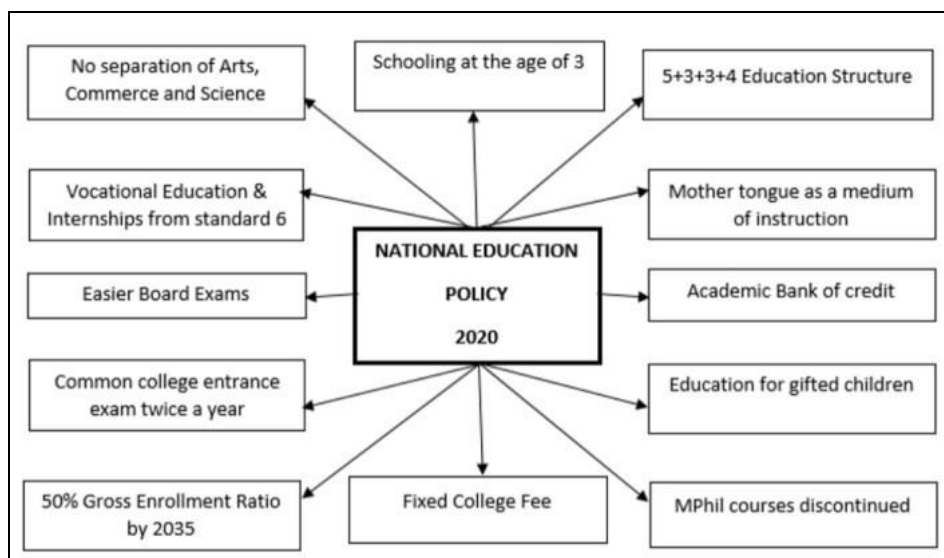 No separation of Arts,
Commerce and Science
Schooling at the age of 3
5+3+3+4 Education Structure
Vocational Education &
Internships from standard 6
Mother tongue as a medium
of instruction
NATIONAL EDUCATION
POLICY
2020
Easier Board Exams
Academic Bank of credit
Common college entrance
exam twice a year
Education for gifted children
50% Gross Enrollment Ratio
by 2035
Fixed College Fee
MPhil courses discontinued